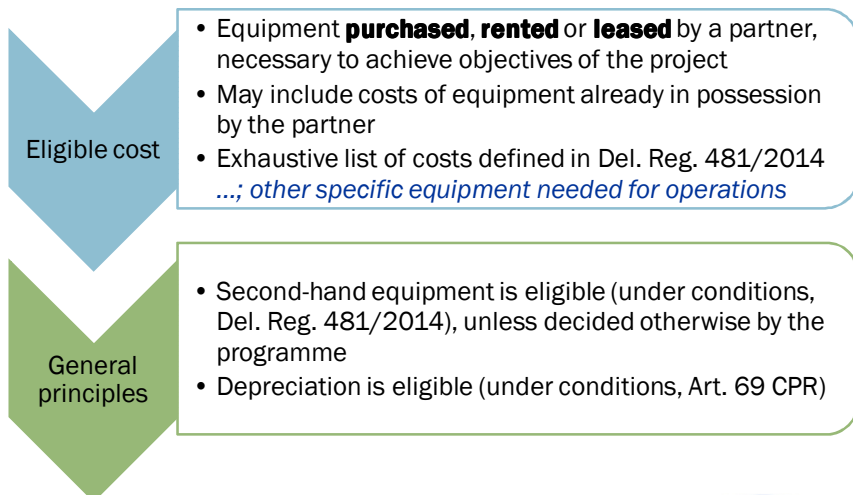 Eligible cost
• Equipment purchased, rented or leased by a partner,
necessary to achieve objectives of the project
• May include costs of equipment already in possession
by the partner
• Exhaustive list of costs defined in Del. Reg. 481/2014
...; other specific equipment needed for operations
General
principles
• Second-hand equipment is eligible (under conditions,
Del. Reg. 481/2014), unless decided otherwise by the
programme
• Depreciation is eligible (under conditions, Art. 69 CPR)